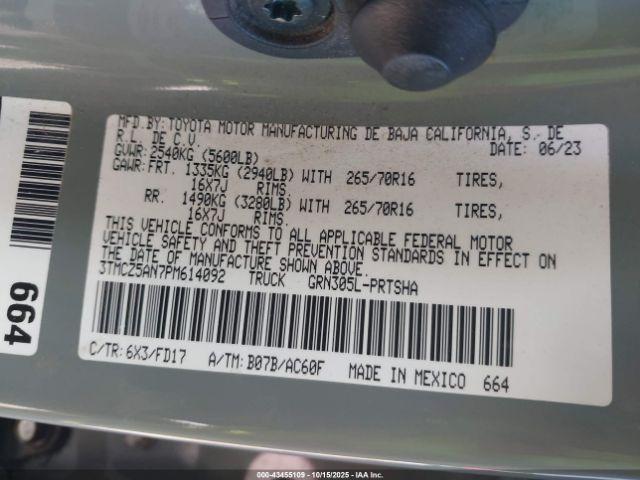 MFD.BY:TOYOTA MOTOR MANUFACTURING DE BAJA CALIFORNIA, S. DE
R.L. DE C.V. DATE: 06/23
GVWR:2540KG (5600LB)
GAWR:FRT. 1335KG (2940LB) WITH 265/70R16 TIRES,
16X7J RIMS.
RR. 1490KG (3280LB) WITH 265/70R16 TIRES,
16X7J RIMS.
THIS VEHICLE CONFORMS TO ALL APPLICABLE FEDERAL MOTOR
VEHICLE SAFETY AND THEFT PREVENTION STANDARDS IN EFFECT ON
THE DATE OF MANUFACTURE SHOWN ABOVE.
3TMCZ5AN7PM614092 TRUCK GRN305L-PRTSHA
C/TR:6X3/FD17 A/TM:B07B/AC60F MADE IN MEXICO 664
664
000-43455109 | 10/15/2025 | IAA Inc.